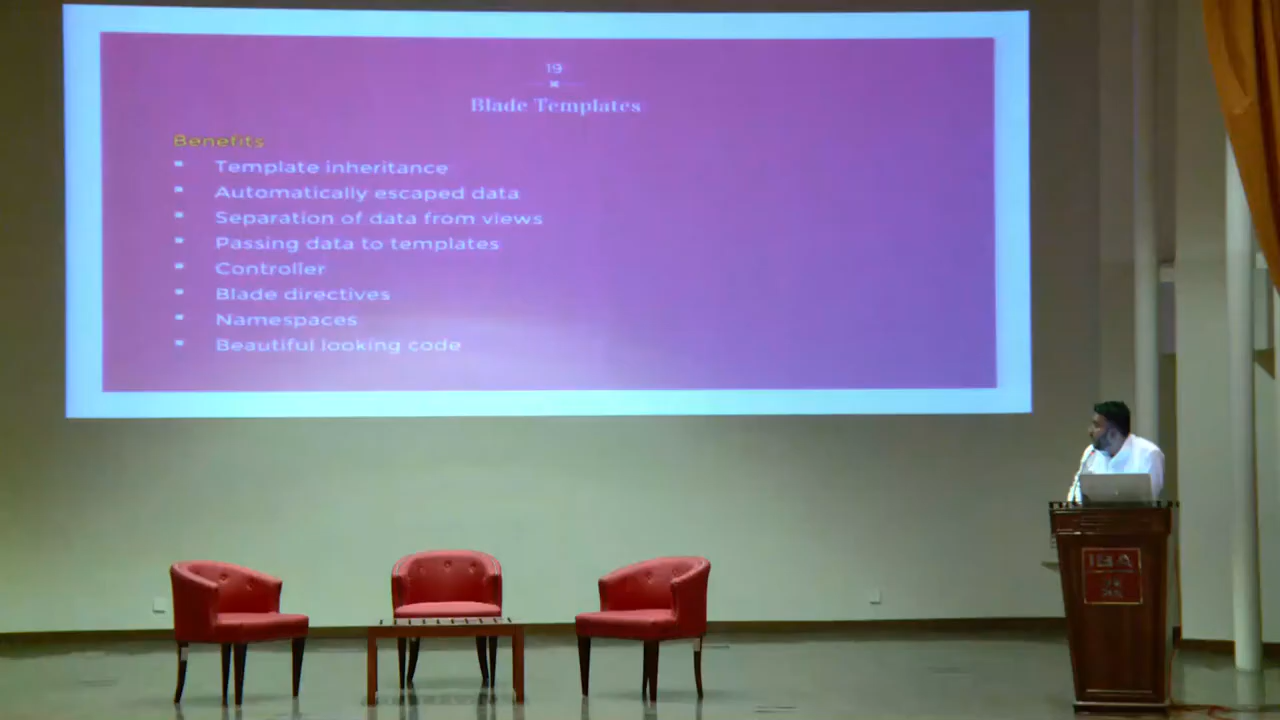 19
Blade Templates
Benefits
Template inheritance
Automatically escaped data
Separation of data from views
Passing data to templates
Controller
Blade directives
Namespaces
Beautiful looking code
IBA